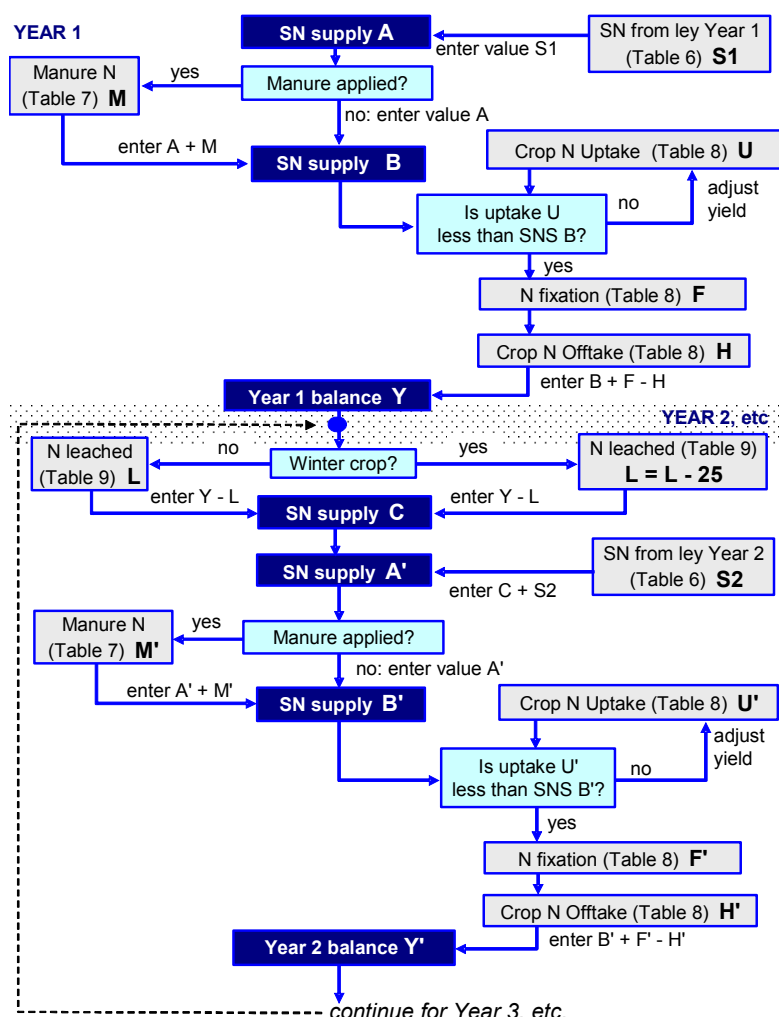 YEAR 1
SN supply A
SN from ley Year 1
(Table 6) S1
enter value S1
Manure N
(Table 7) M
yes
Manure applied?
no: enter value A
enter A + M
SN supply B
Crop N Uptake (Table 8) U
Is uptake U
less than SNS B?
no
adjust
yield
yes
N fixation (Table 8) F
Crop N Offtake (Table 8) H
enter B + F - H
Year 1 balance Y
YEAR 2, etc
N leached
(Table 9) L
no
Winter crop?
yes
N leached (Table 9)
L = L - 25
enter Y - L
enter Y - L
SN supply C
SN supply A'
SN from ley Year 2
(Table 6) S2
enter C + S2
Manure N
(Table 7) M'
yes
Manure applied?
no: enter value A'
enter A' + M'
SN supply B'
Crop N Uptake (Table 8) U'
Is uptake U'
less than SNS B'?
no
adjust
yield
yes
N fixation (Table 8) F'
Crop N Offtake (Table 8) H'
enter B' + F' - H'
Year 2 balance Y'
continue for Year 3, etc.